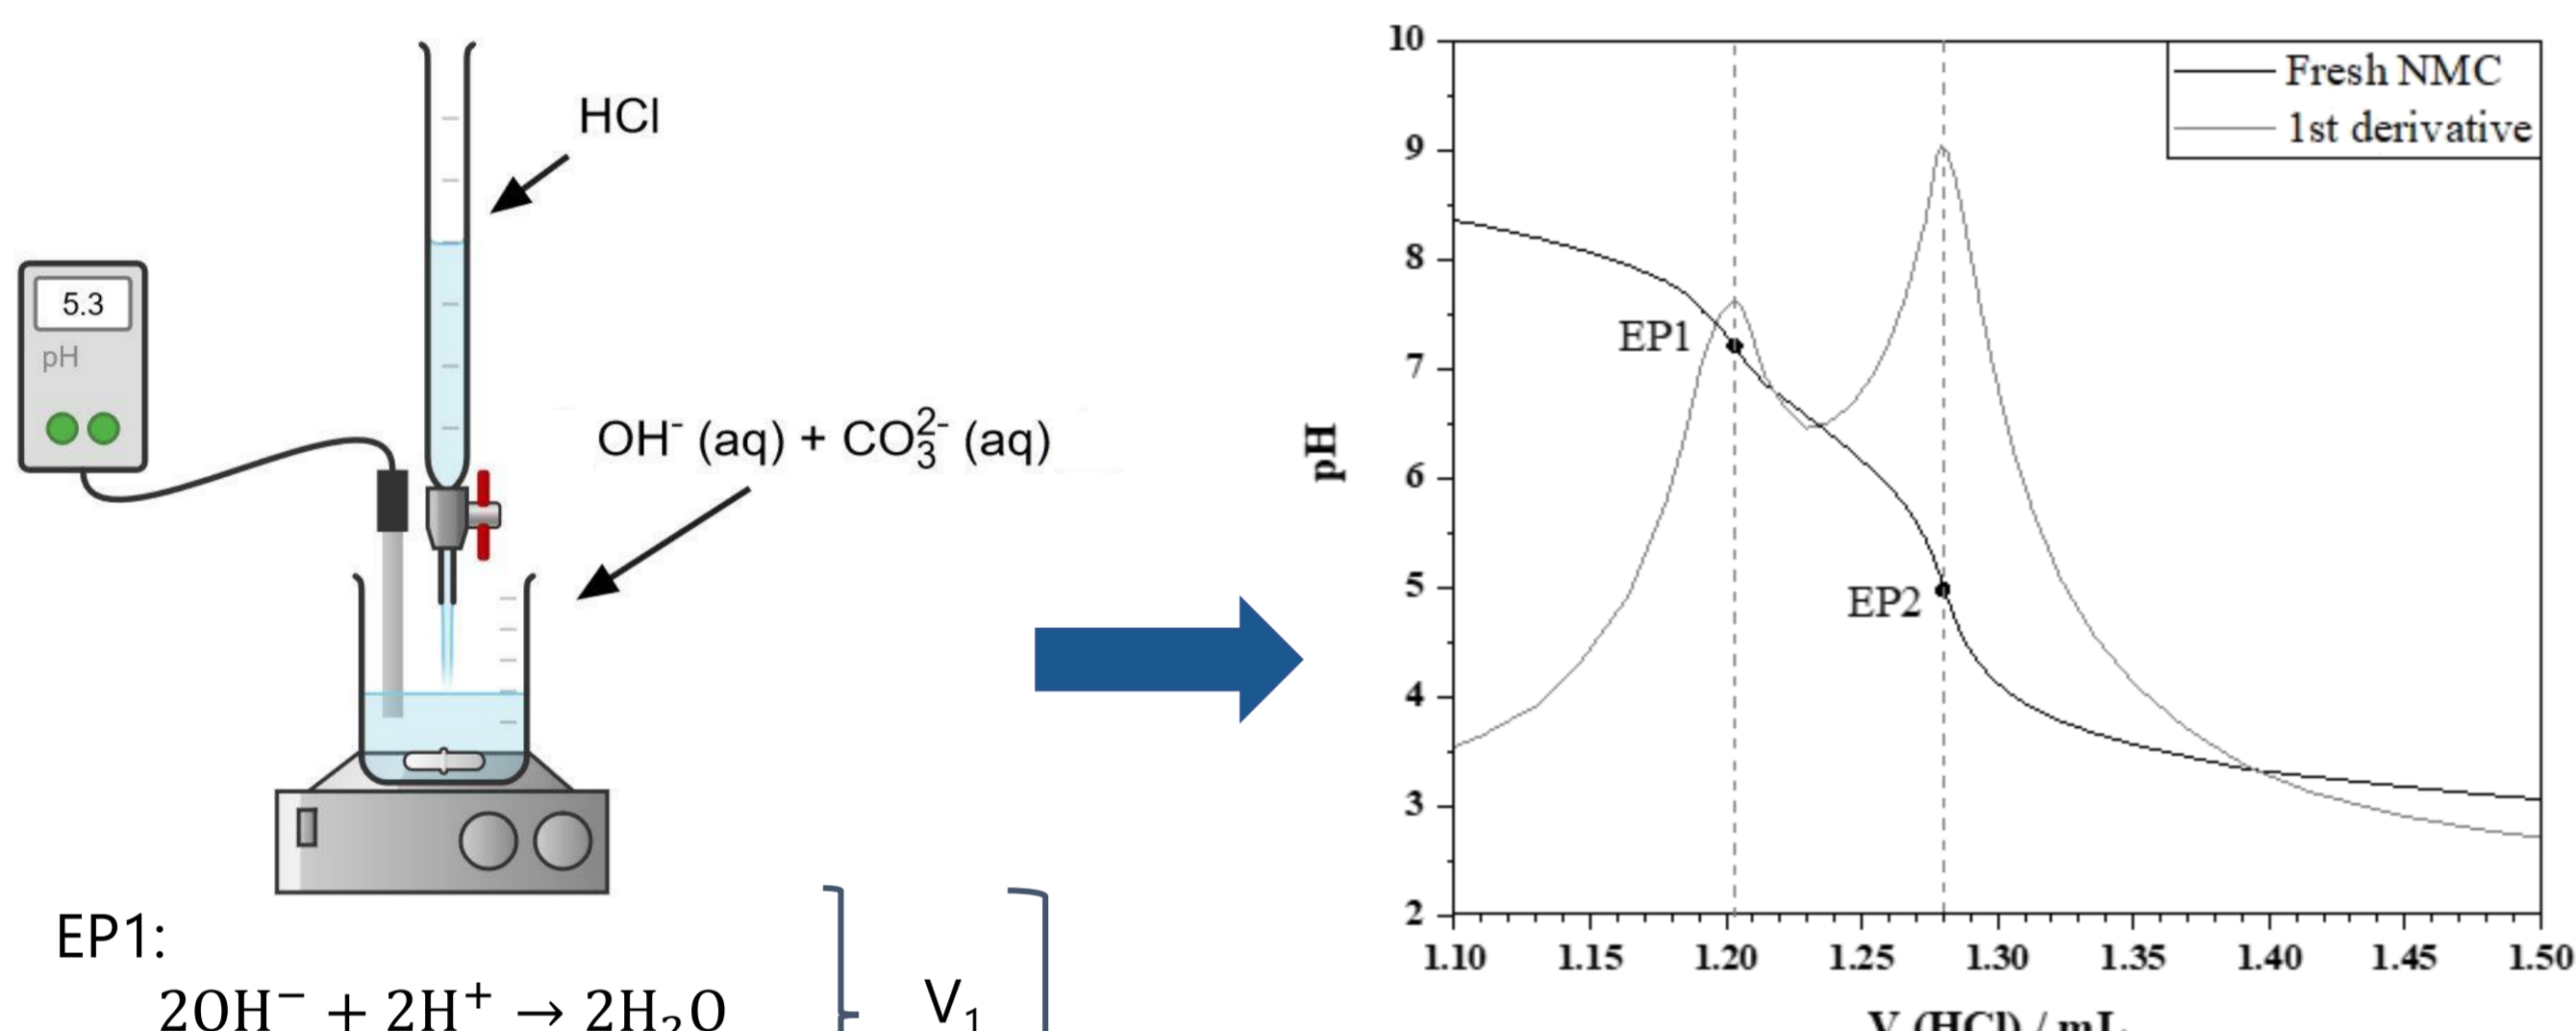 HCl
5.3
pH
OH⁻ (aq) + CO₃²⁻ (aq)
EP1:
2OH⁻ + 2H⁺ → 2H₂O
V₁
10
9
8
7
6
5
4
3
2
pH
Fresh NMC
1st derivative
EP1
EP2
1.10 1.15 1.20 1.25 1.30 1.35 1.40 1.45 1.50
V (HCl) / mL